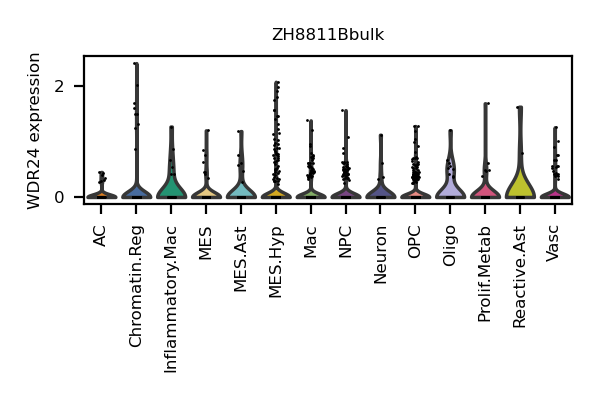 ZH8811Bbulk
WDR24 expression
2
0
AC
Chromatin.Reg
Inflammatory.Mac
MES
MES.Ast
MES.Hyp
Mac
NPC
Neuron
OPC
Oligo
Prolif.Metab
Reactive.Ast
Vasc